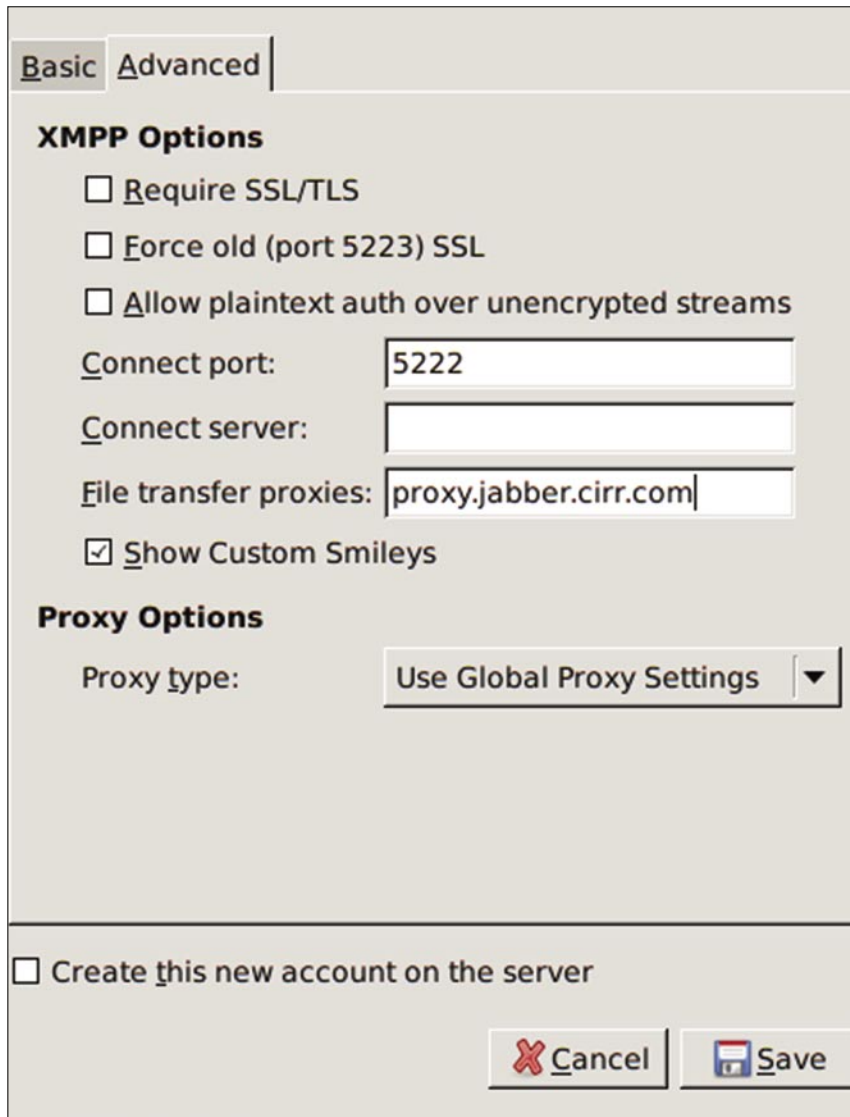 Basic Advanced
XMPP Options
Require SSL/TLS
Force old (port 5223) SSL
Allow plaintext auth over unencrypted streams
Connect port: 5222
Connect server:
File transfer proxies: proxy.jabber.cirr.com
Show Custom Smileys
Proxy Options
Proxy type: Use Global Proxy Settings
Create this new account on the server
Cancel Save